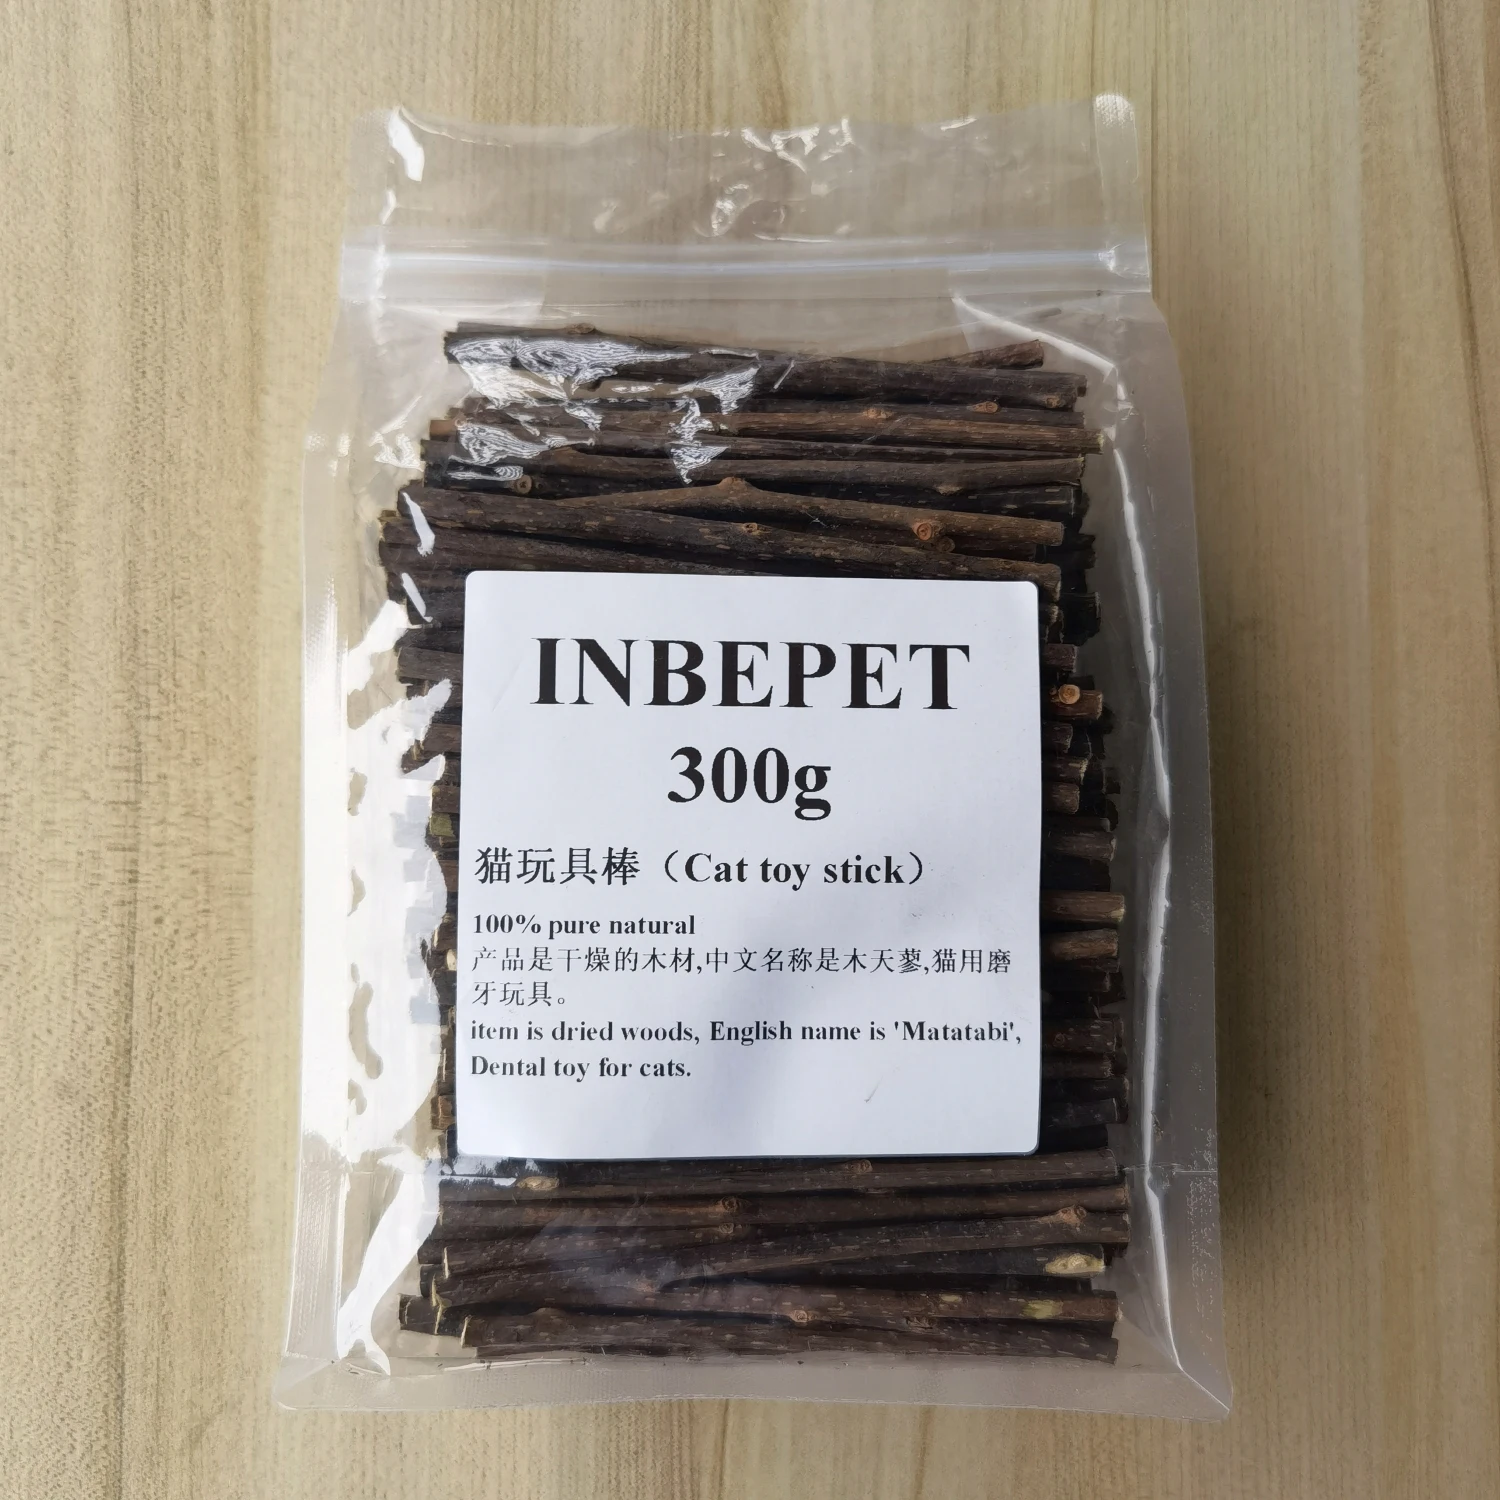 INBEPET
300g
猫玩具棒（Cat toy stick）
100% pure natural
产品是干燥的木材,中文名称是木天蓼,猫用磨
牙玩具。
item is dried woods, English name is 'Matatabi',
Dental toy for cats.